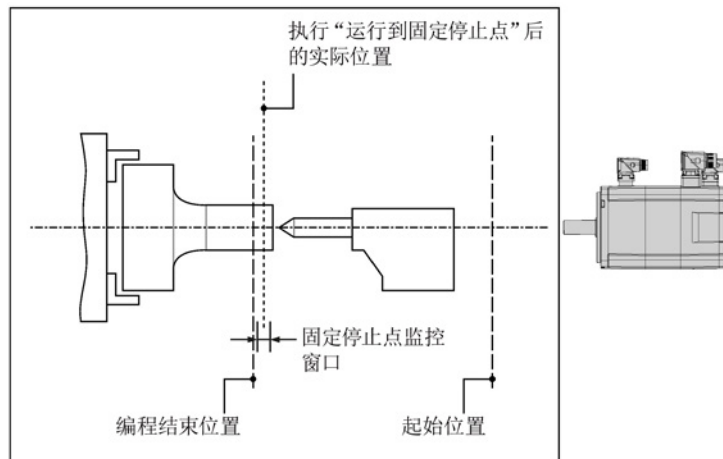 执行“运行到固定停止点”后
的实际位置
固定停止点监控
窗口
编程结束位置
起始位置